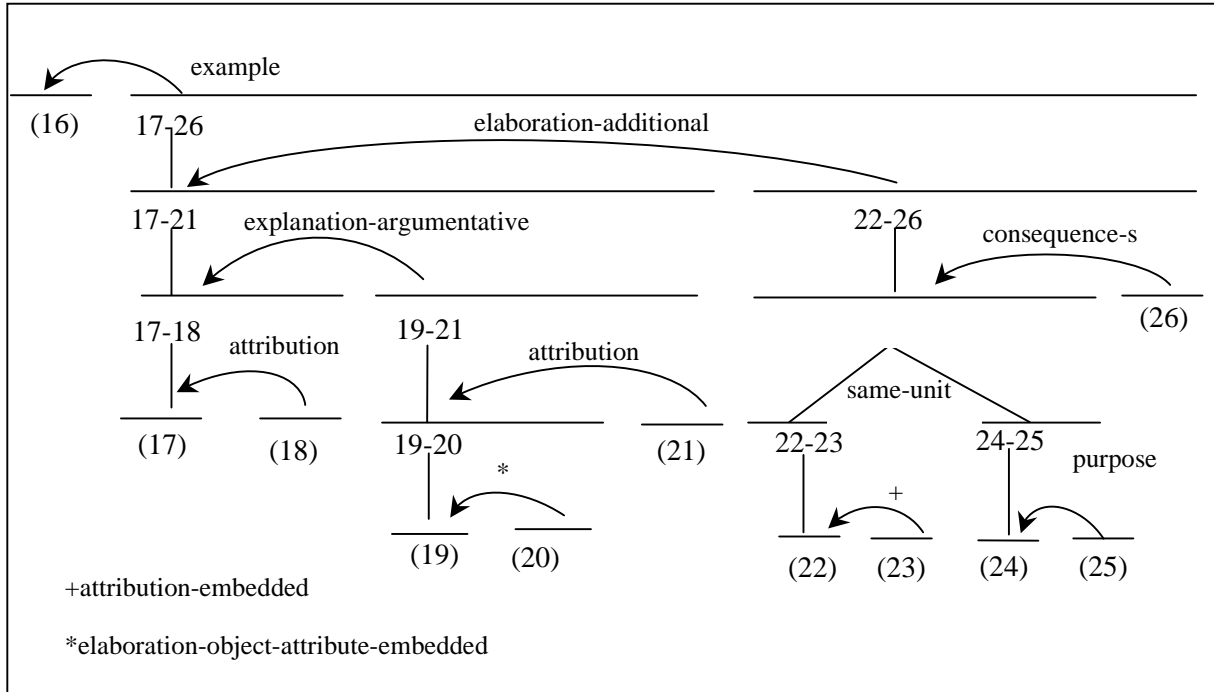 example
(16) 17-26
elaboration-additional
17-21 22-26
explanation-argumentative
consequence-s
17-18 19-21 (26)
attribution attribution
same-unit
(17) (18) 19-20 (21) 22-23 24-25
* purpose
+
(19) (20) (22) (23) (24) (25)
+attribution-embedded
*elaboration-object-attribute-embedded